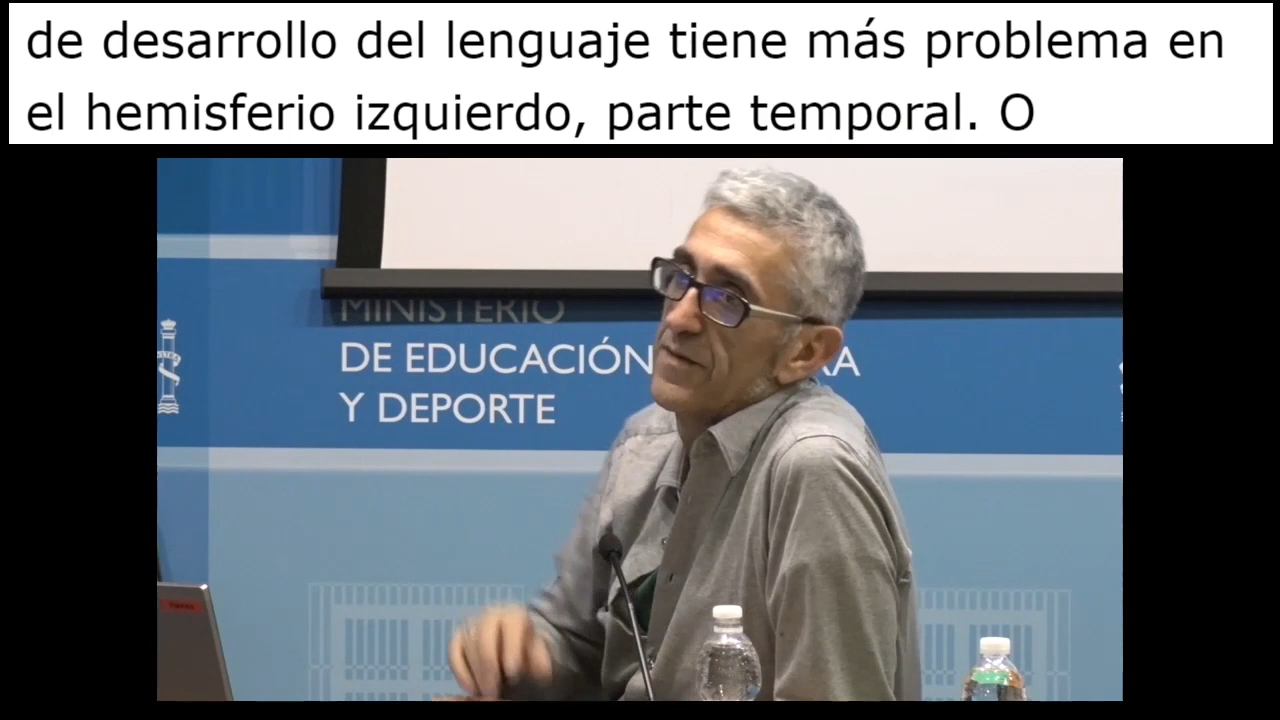 de desarrollo del lenguaje tiene más problema en
el hemisferio izquierdo, parte temporal. O
MINISTERIO
DE EDUCACIÓN
Y DEPORTE